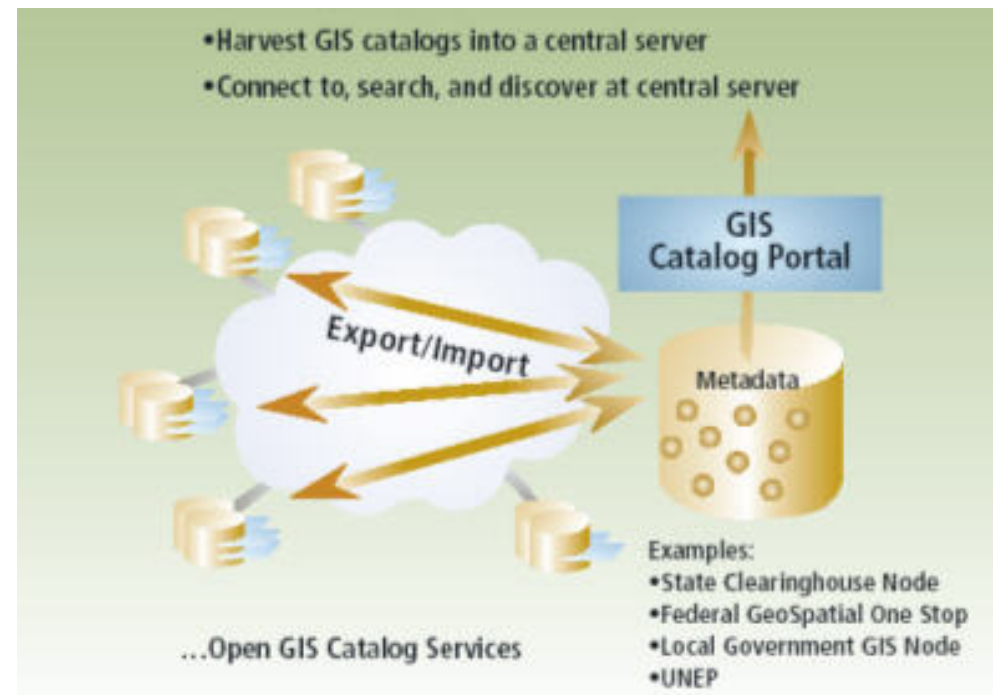 •Harvest GIS catalogs into a central server
•Connect to, search, and discover at central server
GIS
Catalog Portal
Export/Import
Metadata
Examples:
•State Clearinghouse Node
•Federal GeoSpatial One Stop
•Local Government GIS Node
•UNEP
...Open GIS Catalog Services